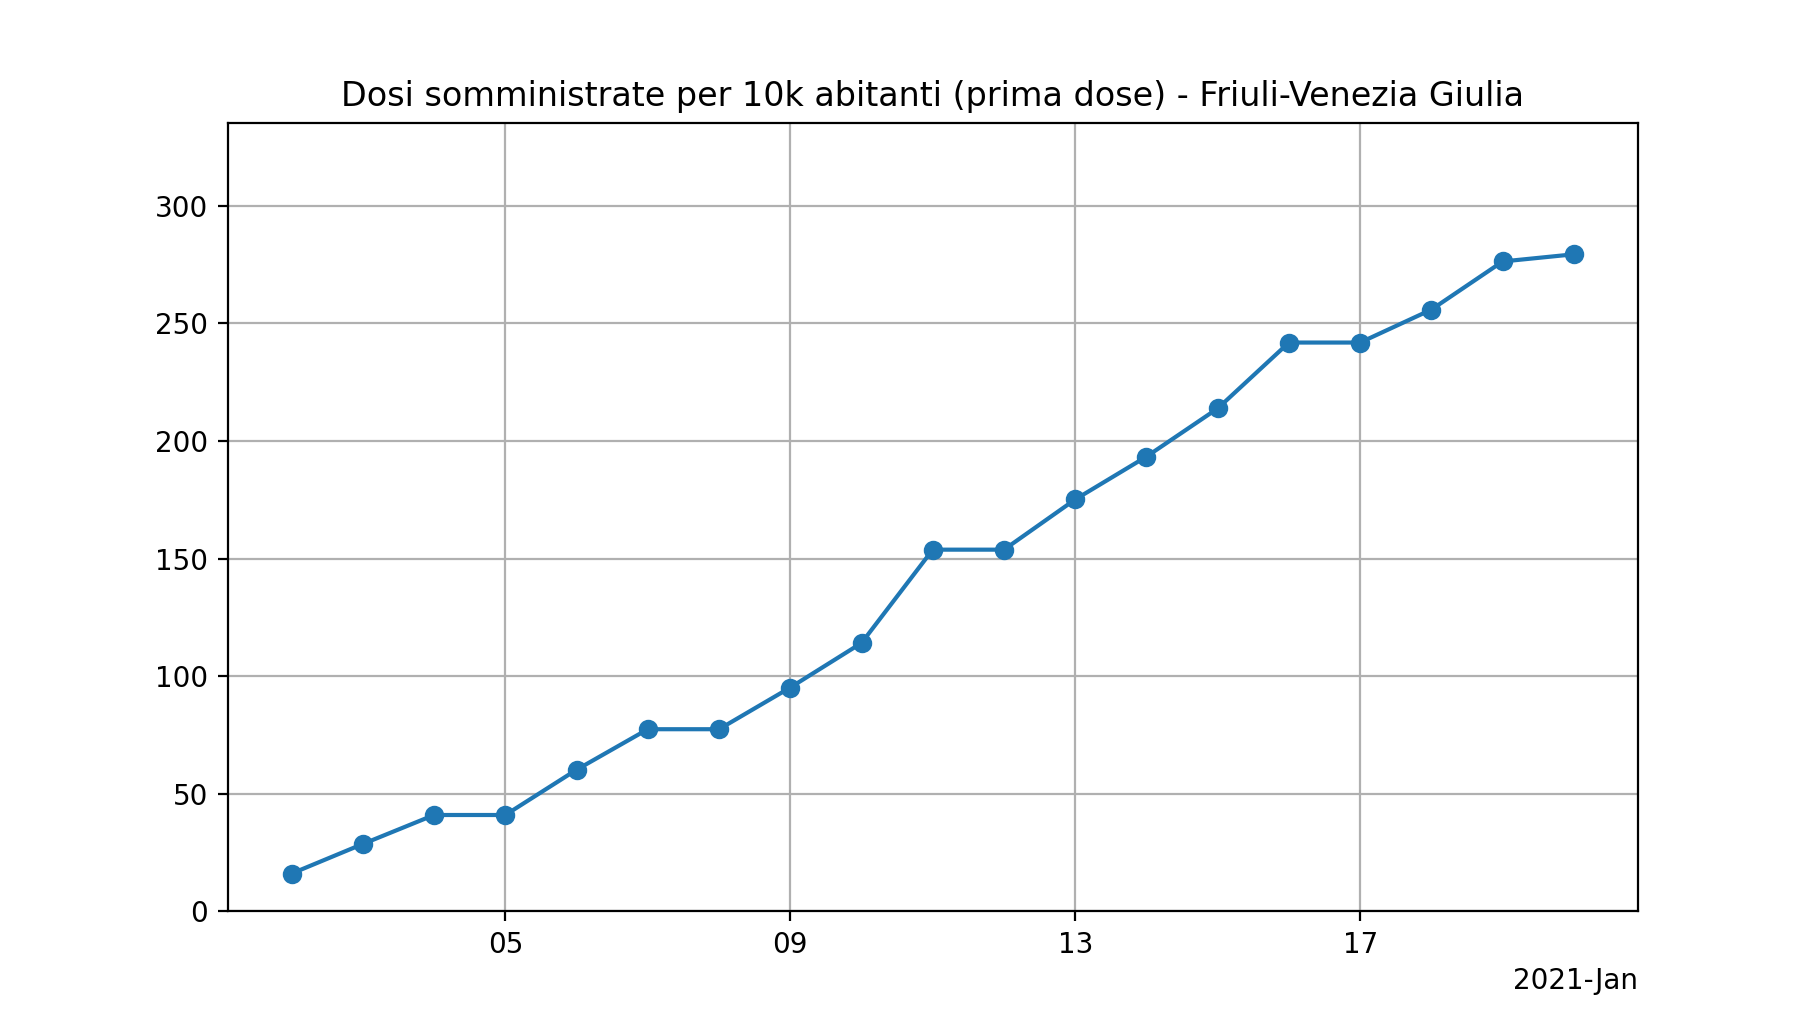 Dosi somministrate per 10k abitanti (prima dose) - Friuli-Venezia Giulia
300
250
200
150
100
50
0
05 09 13 17
2021-Jan